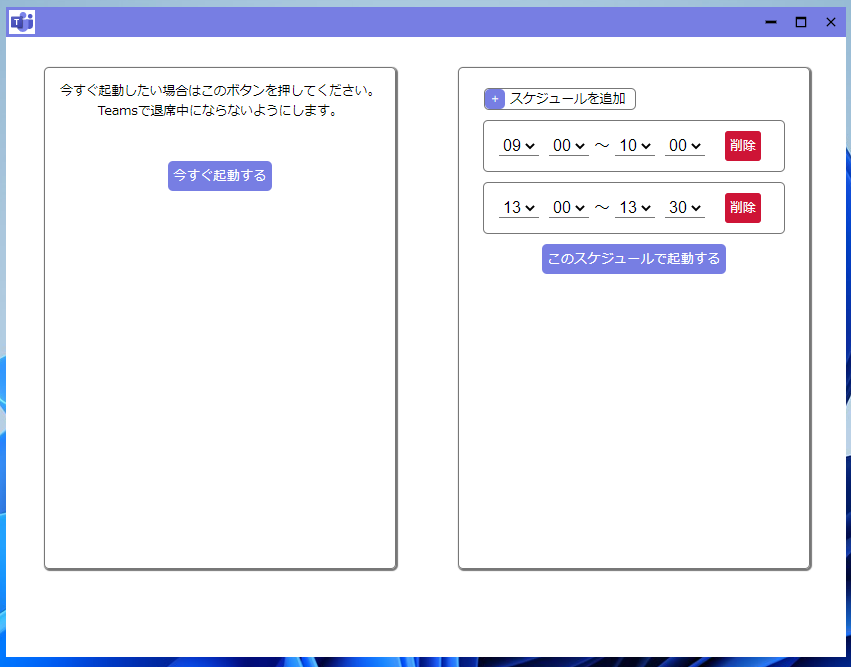 今すぐ起動したい場合はこのボタンを押してください。
Teamsで退席中にならないようにします。
今すぐ起動する
+ スケジュールを追加
09 00 ～ 10 00 削除
13 00 ～ 13 30 削除
このスケジュールで起動する